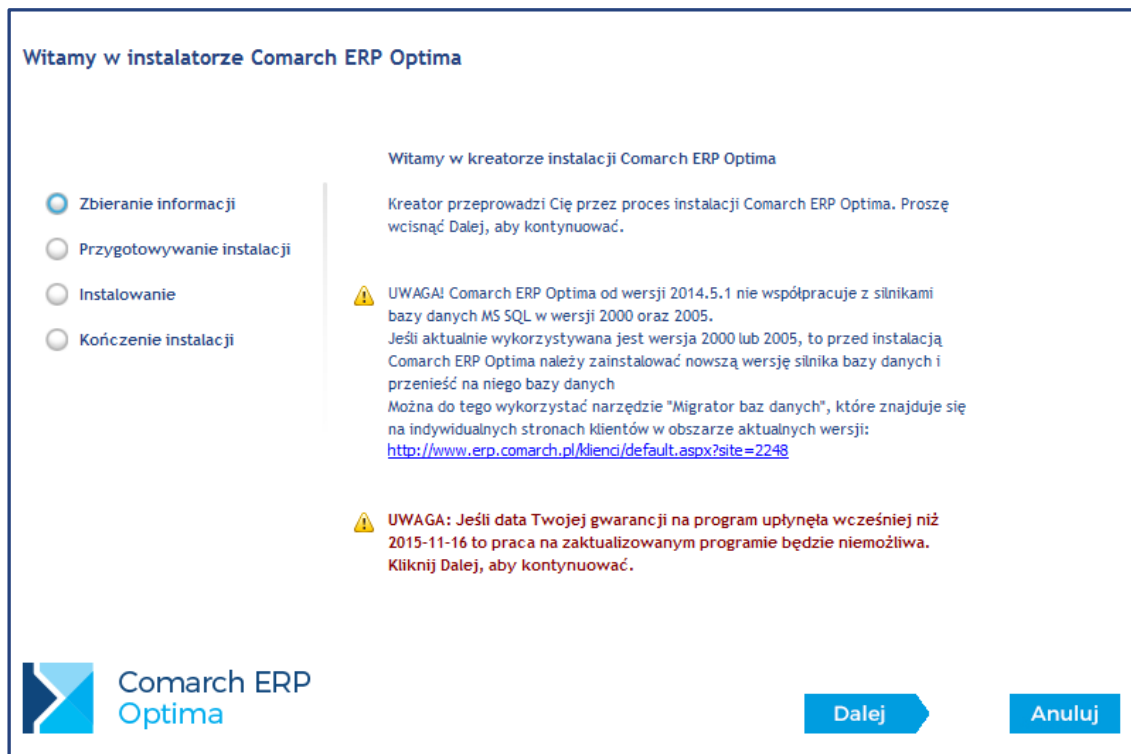 Witamy w instalatorze Comarch ERP Optima
Zbieranie informacji
Przygotowywanie instalacji
Instalowanie
Kończenie instalacji
Witamy w kreatorze instalacji Comarch ERP Optima
Kreator przeprowadzi Cię przez proces instalacji Comarch ERP Optima. Proszę
wcisnąć Dalej, aby kontynuować.
UWAGA! Comarch ERP Optima od wersji 2014.5.1 nie współpracuje z silnikami
bazy danych MS SQL w wersji 2000 oraz 2005.
Jeśli aktualnie wykorzystywana jest wersja 2000 lub 2005, to przed instalacją
Comarch ERP Optima należy zainstalować nowszą wersję silnika bazy danych i
przenieść na niego bazy danych
Można do tego wykorzystać narzędzie "Migrator baz danych", które znajduje się
na indywidualnych stronach klientów w obszarze aktualnych wersji:
http://www.erp.comarch.pl/klienci/default.aspx?site=2248
UWAGA: Jeśli data Twojej gwarancji na program upłynęła wcześniej niż
2015-11-16 to praca na zaktualizowanym programie będzie niemożliwa.
Kliknij Dalej, aby kontynuować.
Comarch ERP
Optima
Dalej
Anuluj